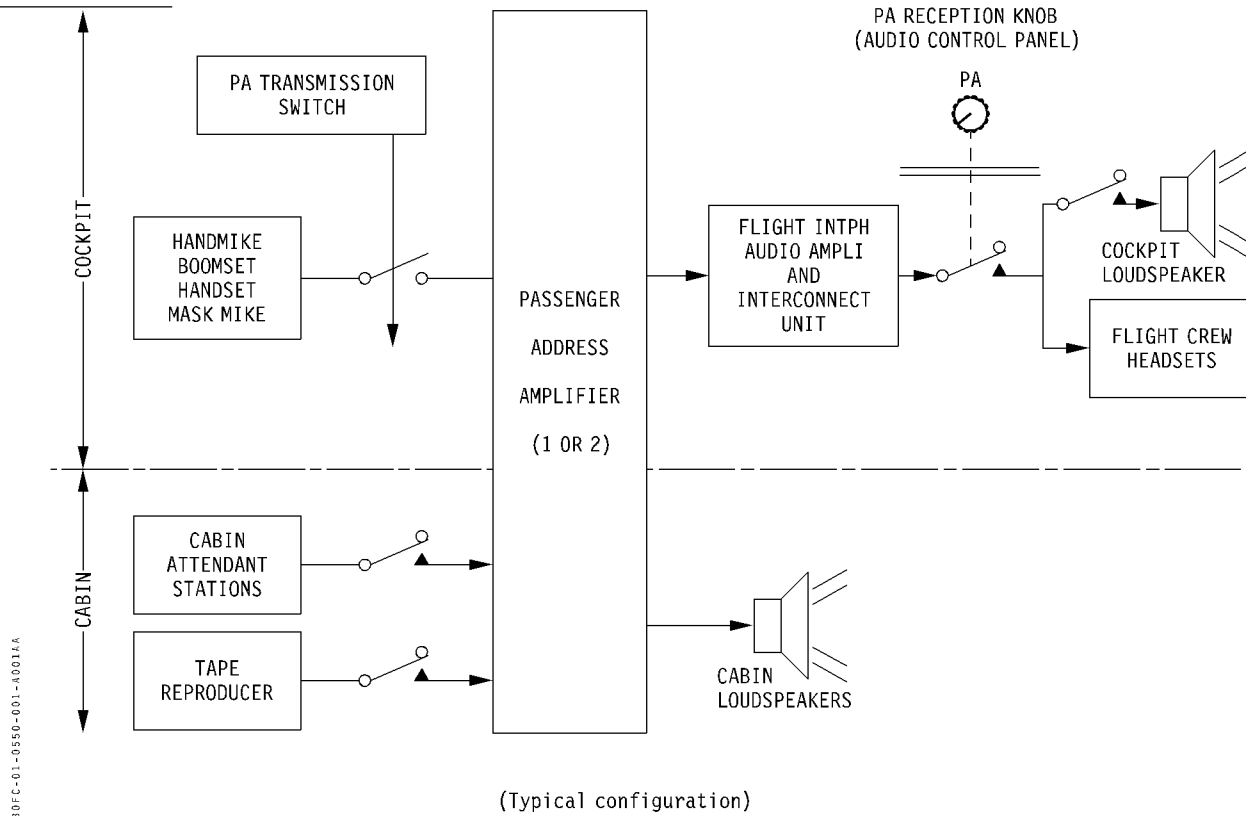 PA RECEPTION KNOB
(AUDIO CONTROL PANEL)
PA TRANSMISSION
SWITCH
PA
COCKPIT
HANDMIKE
BOOMSET
HANDSET
MASK MIKE
PASSENGER
ADDRESS
AMPLIFIER
(1 OR 2)
FLIGHT INTPH
AUDIO AMPLI
AND
INTERCONNECT
UNIT
COCKPIT
LOUDSPEAKER
FLIGHT CREW
HEADSETS
CABIN
CABIN
ATTENDANT
STATIONS
TAPE
REPRODUCER
CABIN
LOUDSPEAKERS
(Typical configuration)